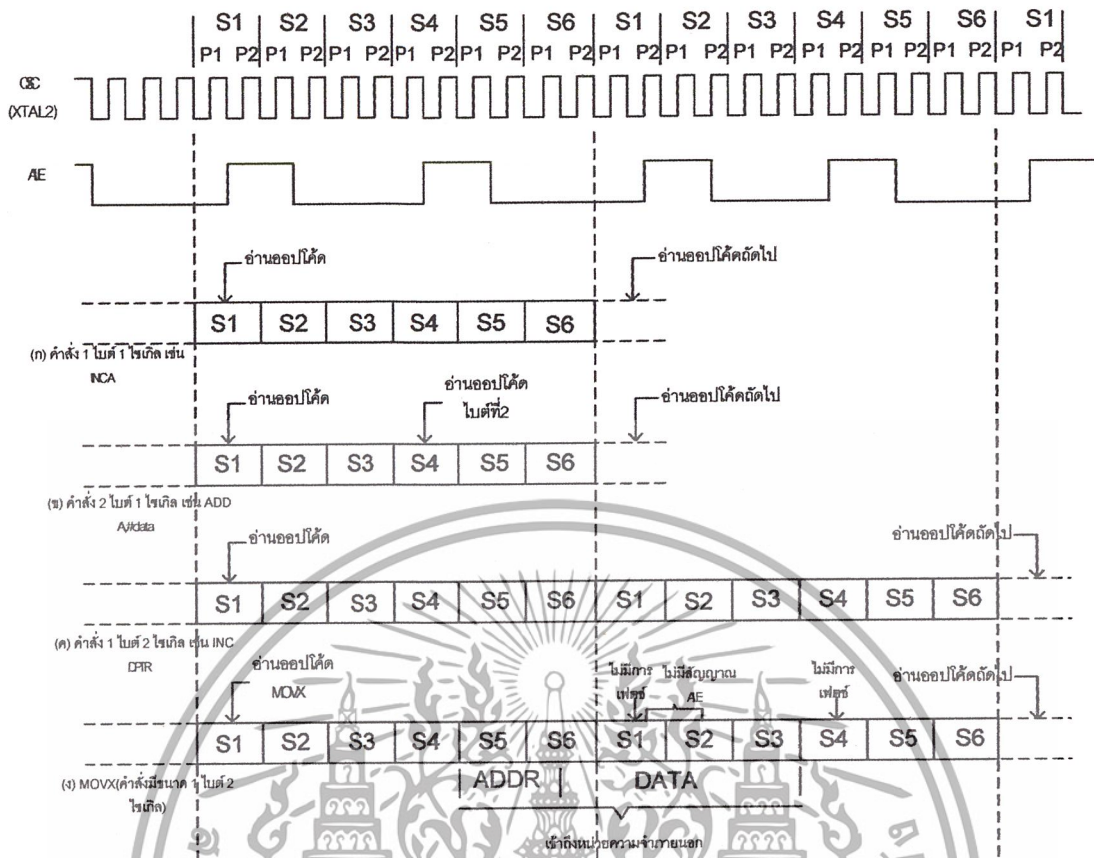 S1 S2 S3 S4 S5 S6 S1 S2 S3 S4 S5 S6 S1
P1 P2 P1 P2 P1 P2 P1 P2 P1 P2 P1 P2 P1 P2 P1 P2 P1 P2 P1 P2 P1 P2 P1 P2 P1 P2
(XTAL2)
อ่านออปโค้ด อ่านออปโค้ดถัดไป
S1 S2 S3 S4 S5 S6
(ก) คำสั่ง 1 ไบต์ 1 ไซเกิล เช่น
INCA
อ่านออปโค้ด อ่านออปโค้ด อ่านออปโค้ดถัดไป
ไบต์ที่2
S1 S2 S3 S4 S5 S6
(ข) คำสั่ง 2 ไบต์ 1 ไซเกิล เช่น ADD
A,#data
อ่านออปโค้ด อ่านออปโค้ดถัดไป
S1 S2 S3 S4 S5 S6 S1 S2 S3 S4 S5 S6
(ค) คำสั่ง 1 ไบต์ 2 ไซเกิล เช่น INC
DPTR
อ่านออปโค้ด ไม่มีการ ไม่มีสัญญาณ ไม่มีการ อ่านออปโค้ดถัดไป
MOVX เฟตช์ ALE เฟตช์
S1 S2 S3 S4 S5 S6 S1 S2 S3 S4 S5 S6
(ง) MOVX(คำสั่งมีขนาด 1 ไบต์ 2
ไซเกิล)
ADDR DATA
เข้าถึงหน่วยความจำภายนอก